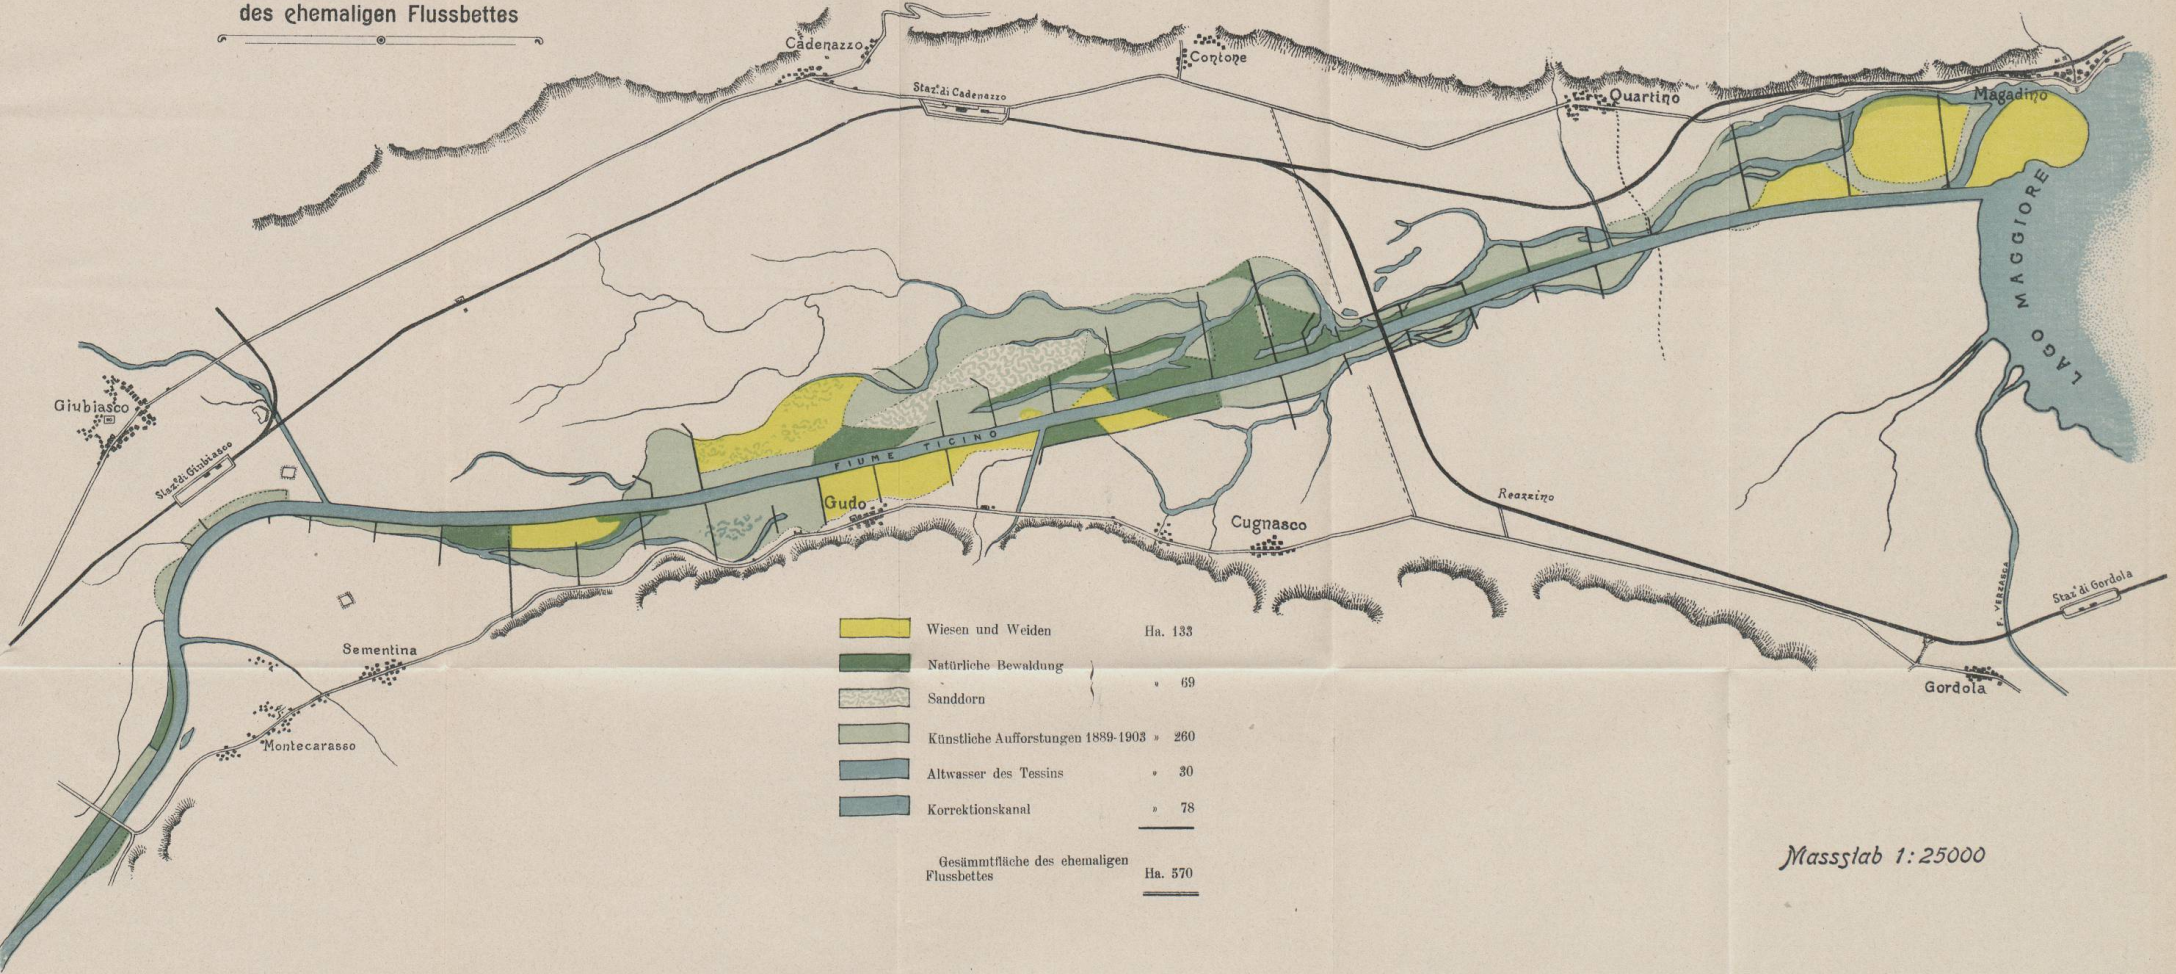 des ehemaligen Flussbettes
Cadenazzo
Contone
Staz.ⁿ di Cadenazzo
Quartino
Magadino
LAGO MAGGIORE
Giubiasco
Staz. di Giubiasco
FIUME TICINO
Gudo
Cugnasco
Reazzino
F. VERZASCA
Staz. di Gordola
Gordola
Sementina
Montecarasso
Wiesen und Weiden Ha. 133
Natürliche Bewaldung
" 69
Sanddorn
Künstliche Aufforstungen 1889-1903 " 260
Altwasser des Tessins " 30
Korrektionskanal " 78
Gesämmtfläche des ehemaligen
Flussbettes Ha. 570
Massstab 1:25000